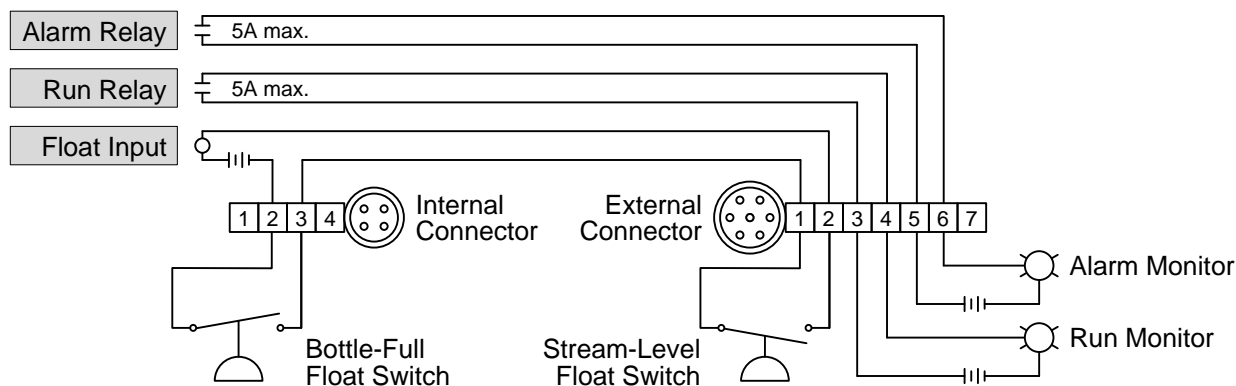 Alarm Relay
5A max.
Run Relay
5A max.
Float Input
1 2 3 4
Internal
Connector
External
Connector
1 2 3 4 5 6 7
Alarm Monitor
Run Monitor
Bottle-Full
Float Switch
Stream-Level
Float Switch